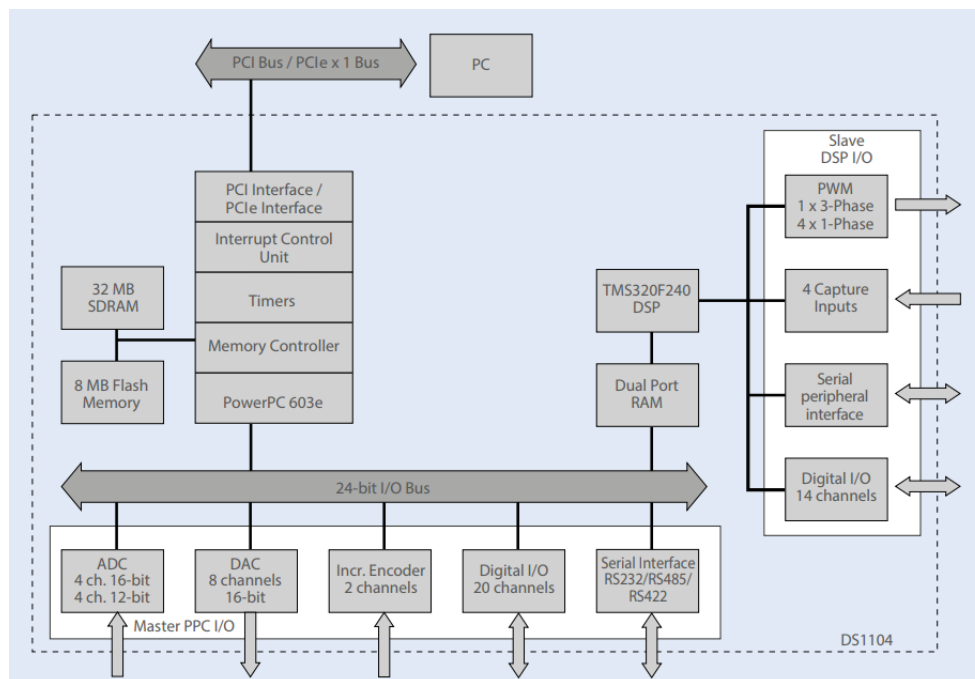 PCI Bus / PCIe x 1 Bus
PC
Slave
DSP I/O
PCI Interface /
PCIe Interface
Interrupt Control
Unit
Timers
Memory Controller
PowerPC 603e
32 MB
SDRAM
8 MB Flash
Memory
TMS320F240
DSP
Dual Port
RAM
PWM
1 x 3-Phase
4 x 1-Phase
4 Capture
Inputs
Serial
peripheral
interface
Digital I/O
14 channels
24-bit I/O Bus
ADC
4 ch. 16-bit
4 ch. 12-bit
DAC
8 channels
16-bit
Incr. Encoder
2 channels
Digital I/O
20 channels
Serial Interface
RS232/RS485/
RS422
Master PPC I/O
DS1104